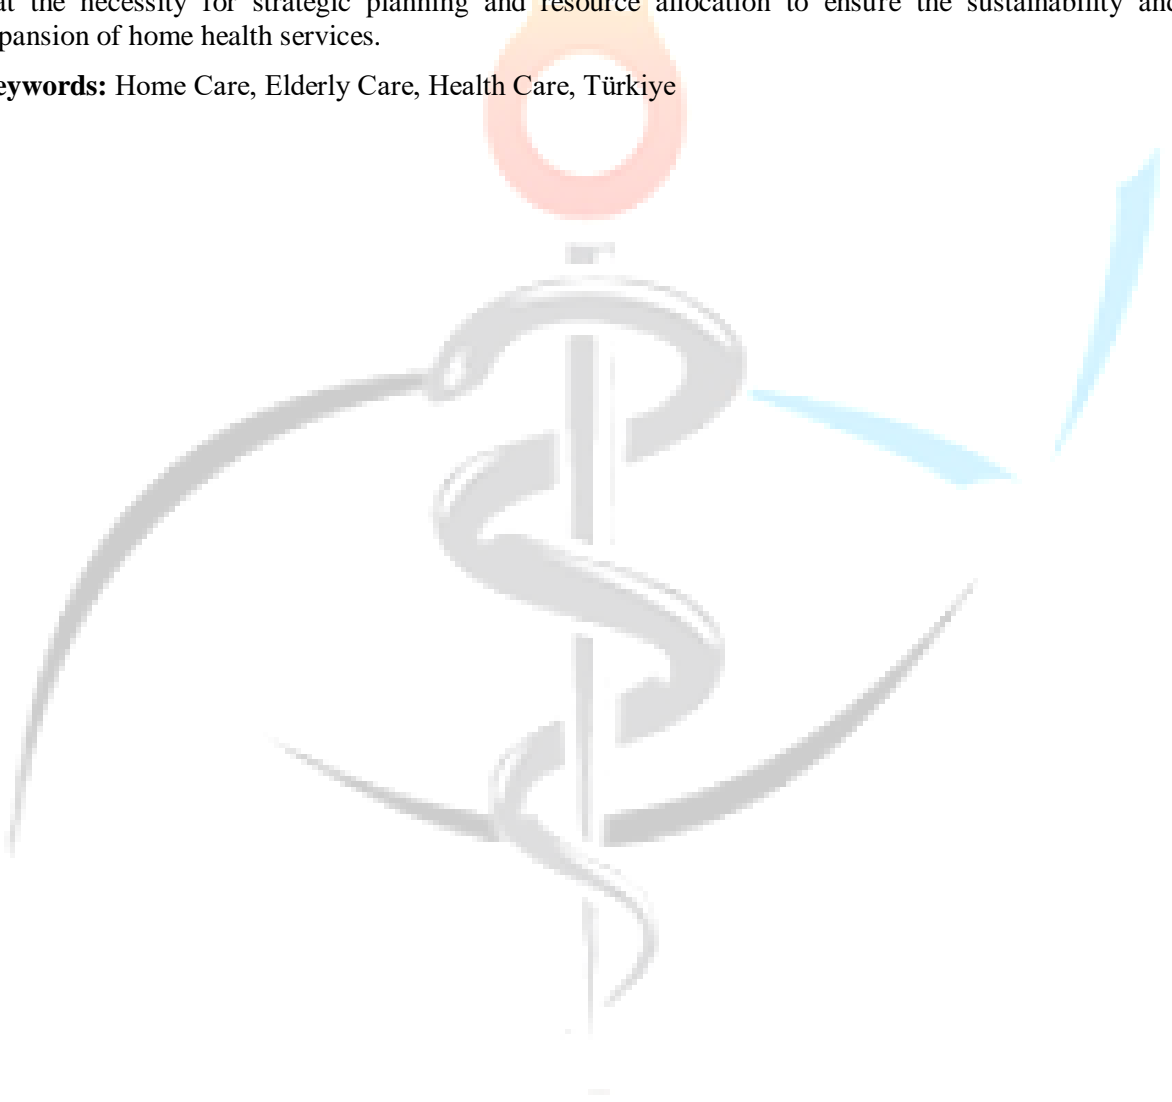 at the necessity for strategic planning and resource allocation to ensure the sustainability and
pansion of home health services.
eywords: Home Care, Elderly Care, Health Care, Türkiye